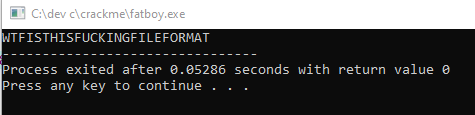 C:\dev c\crackme\fatboy.exe
WTFISTHISFUCKINGFILEFORMAT
--------------------------------
Process exited after 0.05286 seconds with return value 0
Press any key to continue . . .